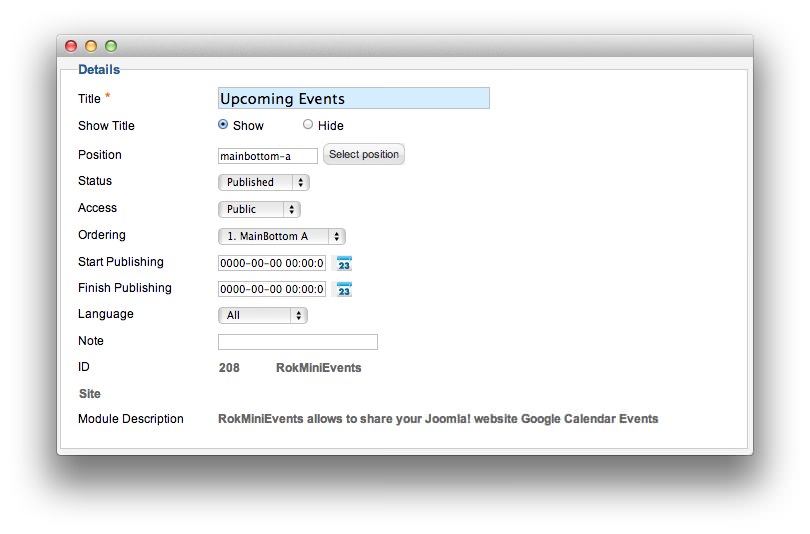 Details
Title * Upcoming Events
Show Title Show Hide
Position mainbottom-a Select position
Status Published
Access Public
Ordering 1. MainBottom A
Start Publishing 0000-00-00 00:00:0 23
Finish Publishing 0000-00-00 00:00:0 23
Language All
Note
ID 208 RokMiniEvents
Site
Module Description RokMiniEvents allows to share your Joomla! website Google Calendar Events